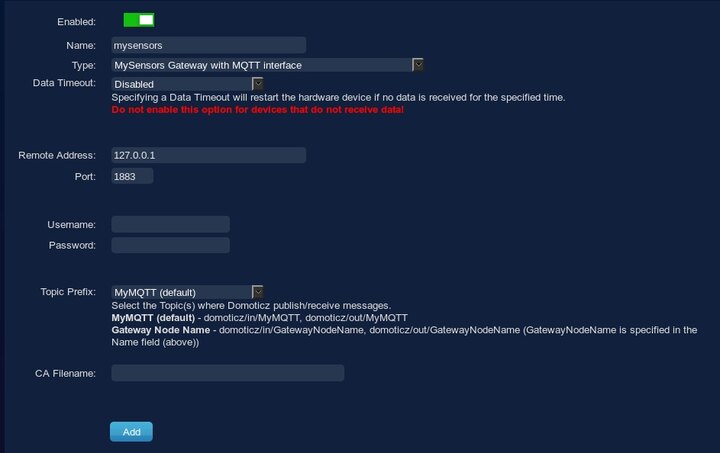 Enabled:
Name: mysensors
Type: MySensors Gateway with MQTT interface
Data Timeout: Disabled
Specifying a Data Timeout will restart the hardware device if no data is received for the specified time.
Do not enable this option for devices that do not receive data!
Remote Address: 127.0.0.1
Port: 1883
Username:
Password:
Topic Prefix: MyMQTT (default)
Select the Topic(s) where Domoticz publish/receive messages.
MyMQTT (default) - domoticz/in/MyMQTT, domoticz/out/MyMQTT
Gateway Node Name - domoticz/in/GatewayNodeName, domoticz/out/GatewayNodeName (GatewayNodeName is specified in the
Name field (above))
CA Filename:
Add